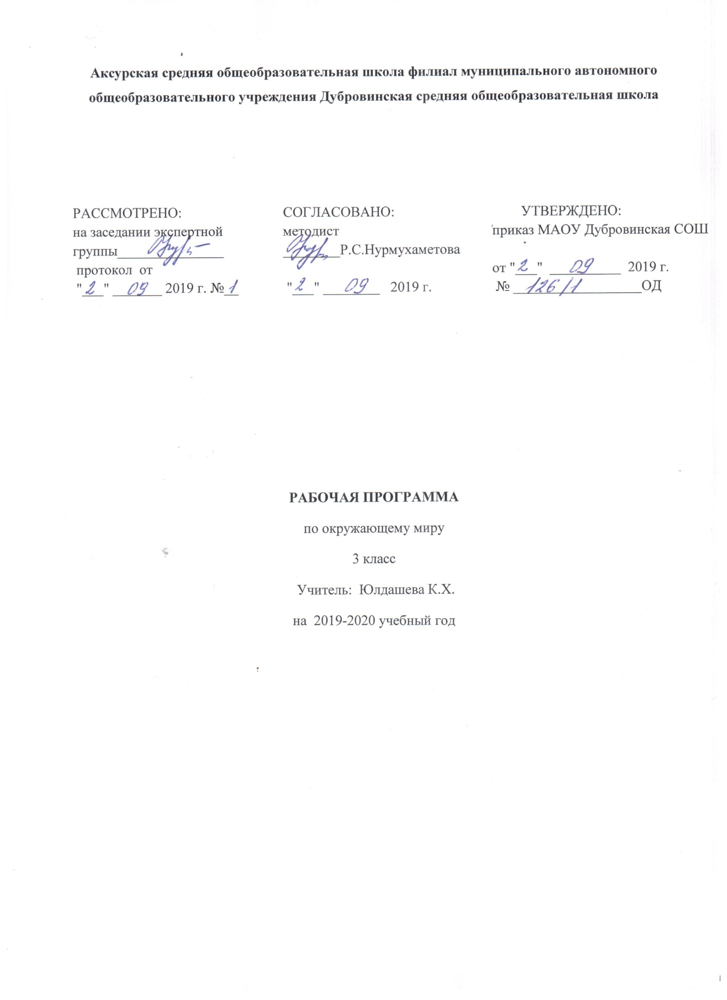 Аксурская средняя общеобразовательная школа филиал муниципального автономного
общеобразовательного учреждения Дубровинская средняя общеобразовательная школа
РАССМОТРЕНО:
на заседании экспертной
группы_______________
протокол от
"2" 09 2019 г. №1
СОГЛАСОВАНО:
методист
________Р.С.Нурмухаметова
"2" 09 2019 г.
УТВЕРЖДЕНО:
приказ МАОУ Дубровинская СОШ
от "2" 09 2019 г.
№ 126/1 ОД
РАБОЧАЯ ПРОГРАММА
по окружающему миру
3 класс
Учитель: Юлдашева К.Х.
на 2019-2020 учебный год